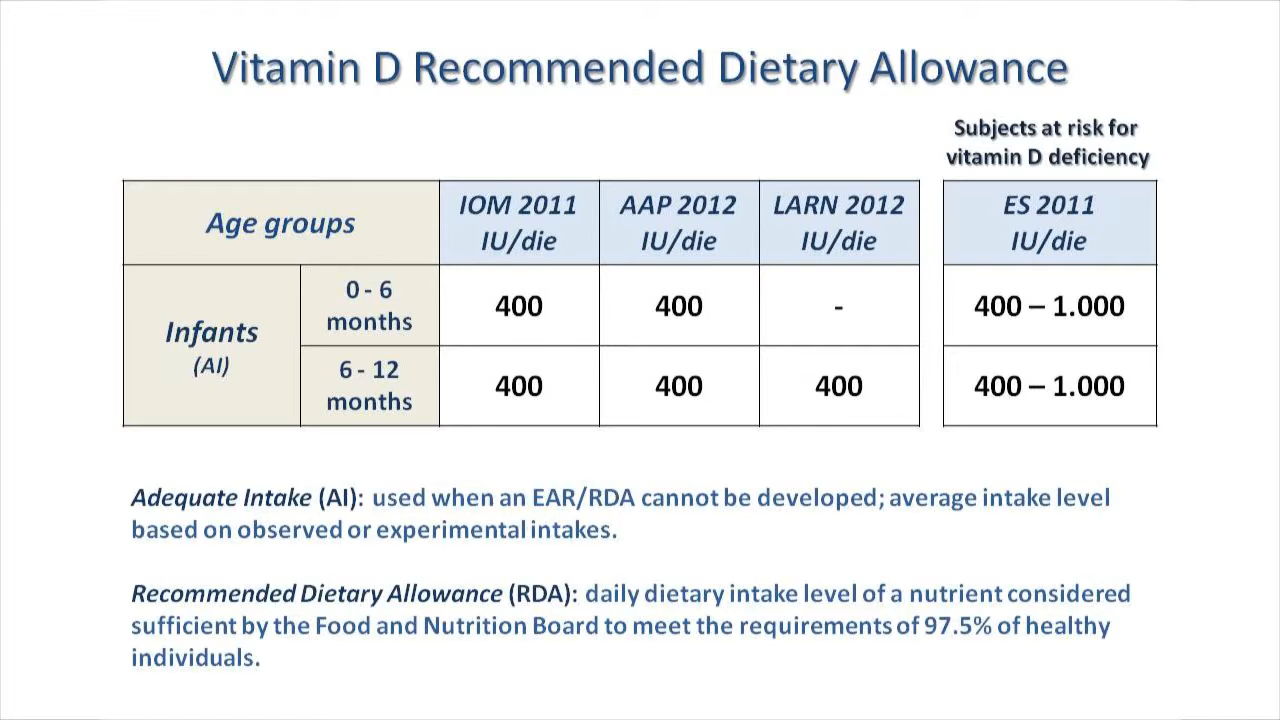 Vitamin D Recommended Dietary Allowance
Subjects at risk for
vitamin D deficiency
Age groups
IOM 2011
IU/die
AAP 2012
IU/die
LARN 2012
IU/die
ES 2011
IU/die
Infants
(AI)
0 - 6
months
400
400
-
400 – 1.000
6 - 12
months
400
400
400
400 – 1.000
Adequate Intake (AI): used when an EAR/RDA cannot be developed; average intake level
based on observed or experimental intakes.
Recommended Dietary Allowance (RDA): daily dietary intake level of a nutrient considered
sufficient by the Food and Nutrition Board to meet the requirements of 97.5% of healthy
individuals.